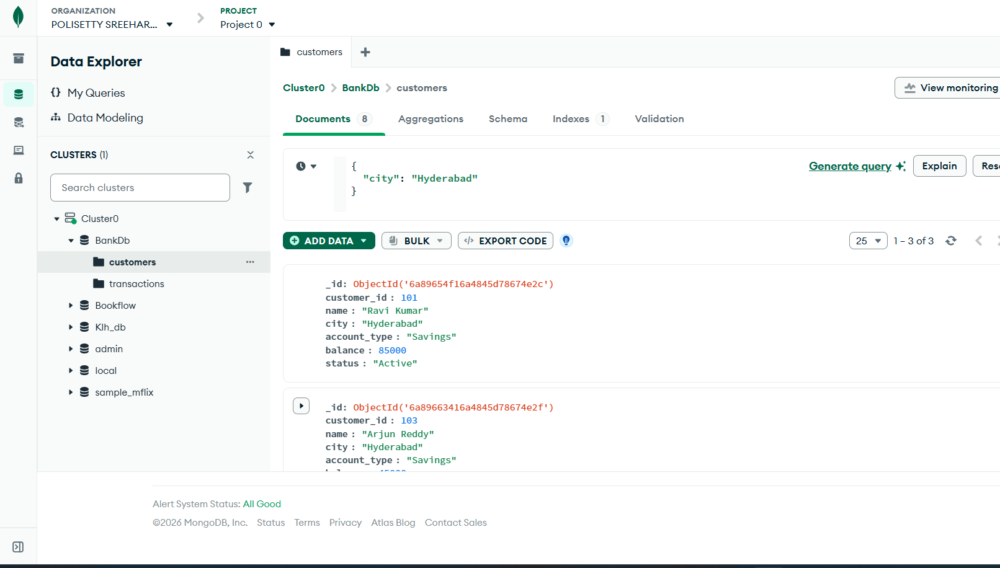 ORGANIZATION
POLISETTY SREEHAR...
PROJECT
Project 0
Data Explorer
My Queries
Data Modeling
CLUSTERS (1)
Search clusters
Cluster0
BankDb
customers
transactions
Bookflow
Klh_db
admin
local
sample_mflix
customers
Cluster0 > BankDb > customers
View monitoring
Documents 8 Aggregations Schema Indexes 1 Validation
{
"city": "Hyderabad"
}
Generate query Explain
ADD DATA BULK </> EXPORT CODE 25 1 – 3 of 3
_id: ObjectId('6a89654f16a4845d78674e2c')
customer_id : 101
name : "Ravi Kumar"
city : "Hyderabad"
account_type : "Savings"
balance : 85000
status : "Active"
_id: ObjectId('6a89663416a4845d78674e2f')
customer_id : 103
name : "Arjun Reddy"
city : "Hyderabad"
account_type : "Savings"
Alert System Status: All Good
©2026 MongoDB, Inc. Status Terms Privacy Atlas Blog Contact Sales